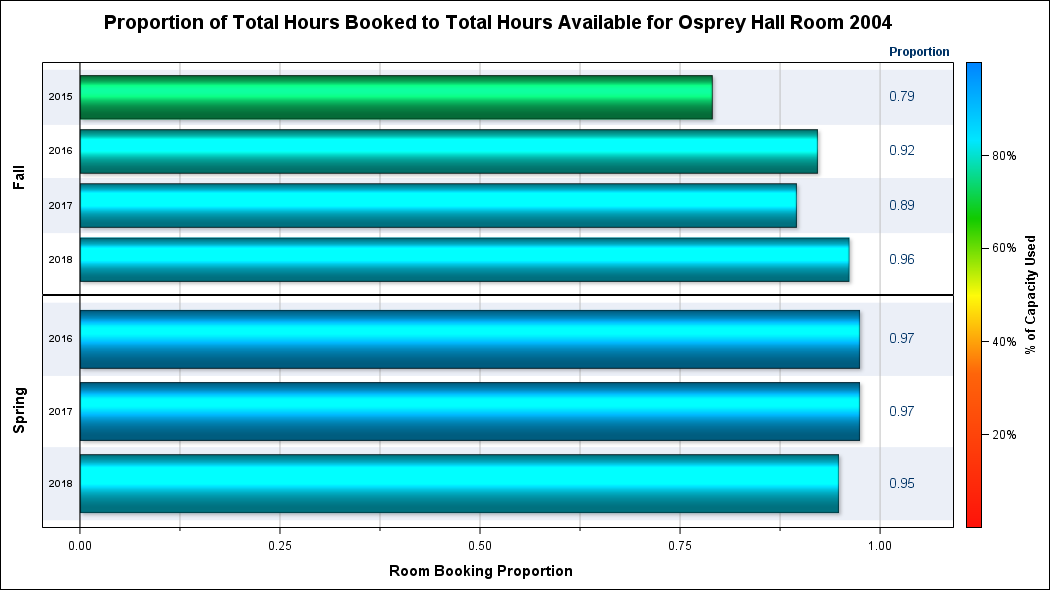 Proportion of Total Hours Booked to Total Hours Available for Osprey Hall Room 2004
Proportion
Fall
2015 0.79
2016 0.92
2017 0.89
2018 0.96
Spring
2016 0.97
2017 0.97
2018 0.95
0.00 0.25 0.50 0.75 1.00
Room Booking Proportion
80%
60%
40%
20%
% of Capacity Used